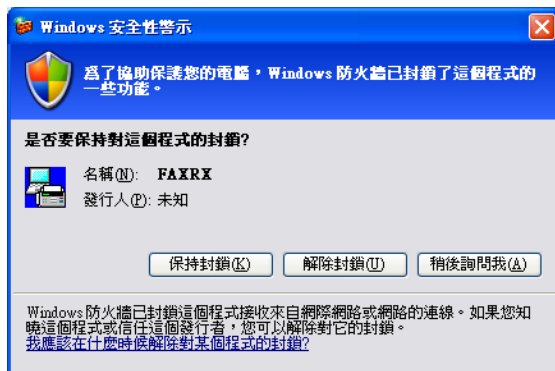 Windows 安全性警示
為了協助保護您的電腦，Windows 防火牆已封鎖了這個程式的
一些功能。
是否要保持對這個程式的封鎖?
名稱(N): FAXRX
發行人(P): 未知
保持封鎖(K) 解除封鎖(U) 稍後詢問我(A)
Windows 防火牆已封鎖這個程式接收來自網際網路或網路的連線。如果您知
曉這個程式或信任這個發行者，您可以解除對它的封鎖。
我應該在什麼時候解除對某個程式的封鎖?